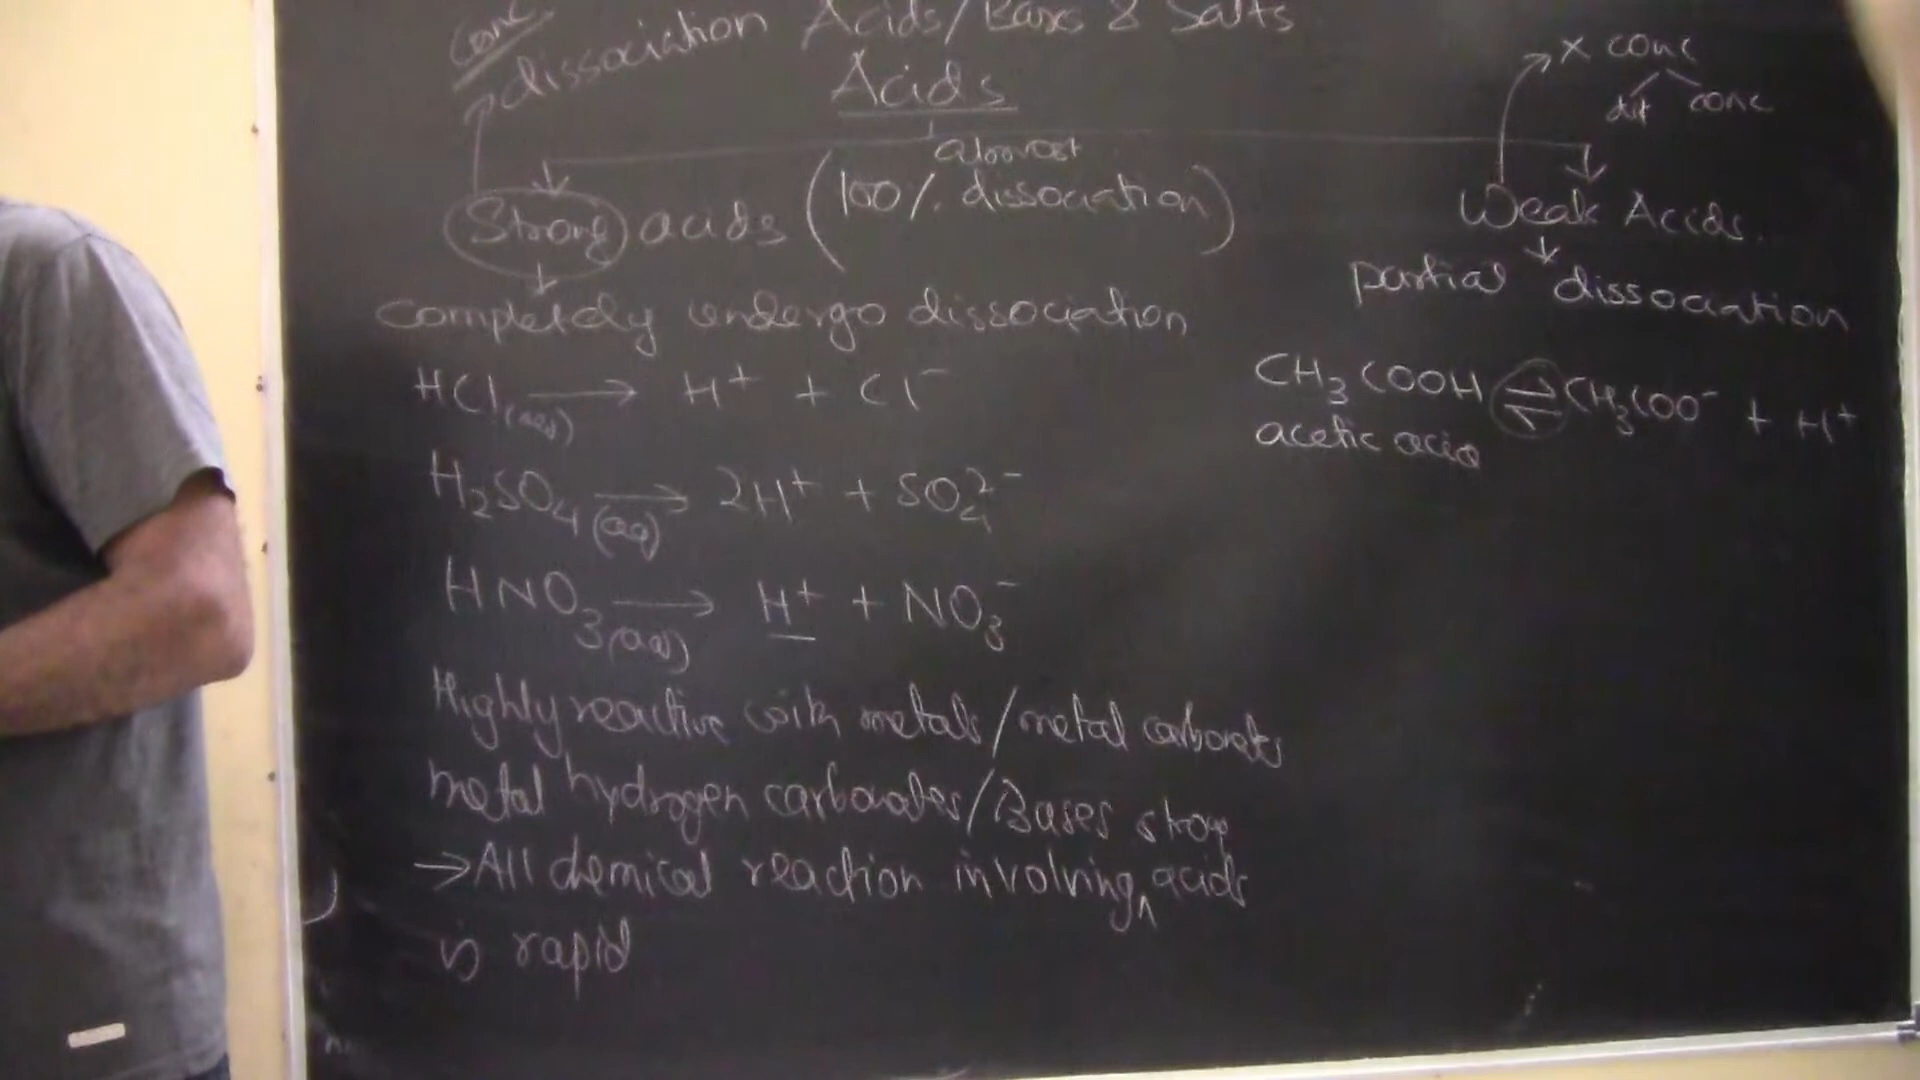 Acids/Bases & Salts
conc
dissociation
Acids
x conc
dil conc
almost
Strong acids (100% dissociation)
Weak Acids.
completely undergo dissociation
partial dissociation
HCl(aq) → H⁺ + Cl⁻
CH₃COOH ⇌ CH₃COO⁻ + H⁺
acetic acid
H₂SO₄(aq) → 2H⁺ + SO₄²⁻
HNO₃(aq) → H⁺ + NO₃⁻
Highly reactive with metals/metal carbonates
metal hydrogen carbonates/Bases
strong
→ All chemical reaction involving ^ acids
is rapid